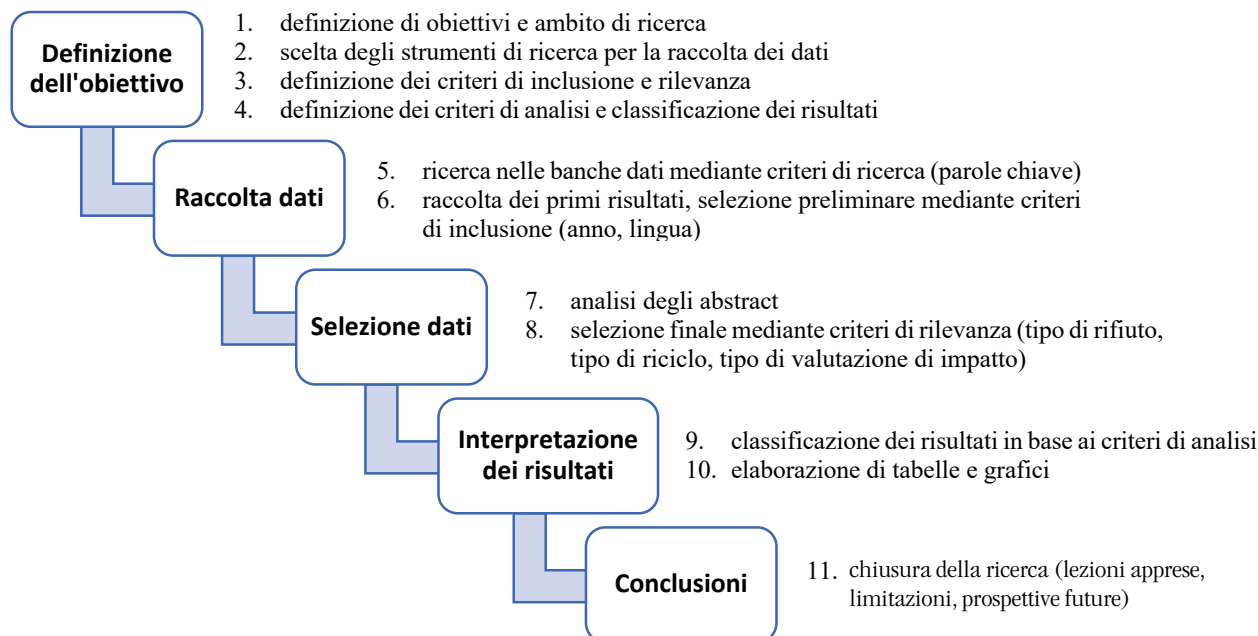 Definizione
dell'obiettivo
1. definizione di obiettivi e ambito di ricerca
2. scelta degli strumenti di ricerca per la raccolta dei dati
3. definizione dei criteri di inclusione e rilevanza
4. definizione dei criteri di analisi e classificazione dei risultati
Raccolta dati
5. ricerca nelle banche dati mediante criteri di ricerca (parole chiave)
6. raccolta dei primi risultati, selezione preliminare mediante criteri
di inclusione (anno, lingua)
Selezione dati
7. analisi degli abstract
8. selezione finale mediante criteri di rilevanza (tipo di rifiuto,
tipo di riciclo, tipo di valutazione di impatto)
Interpretazione
dei risultati
9. classificazione dei risultati in base ai criteri di analisi
10. elaborazione di tabelle e grafici
Conclusioni
11. chiusura della ricerca (lezioni apprese,
limitazioni, prospettive future)